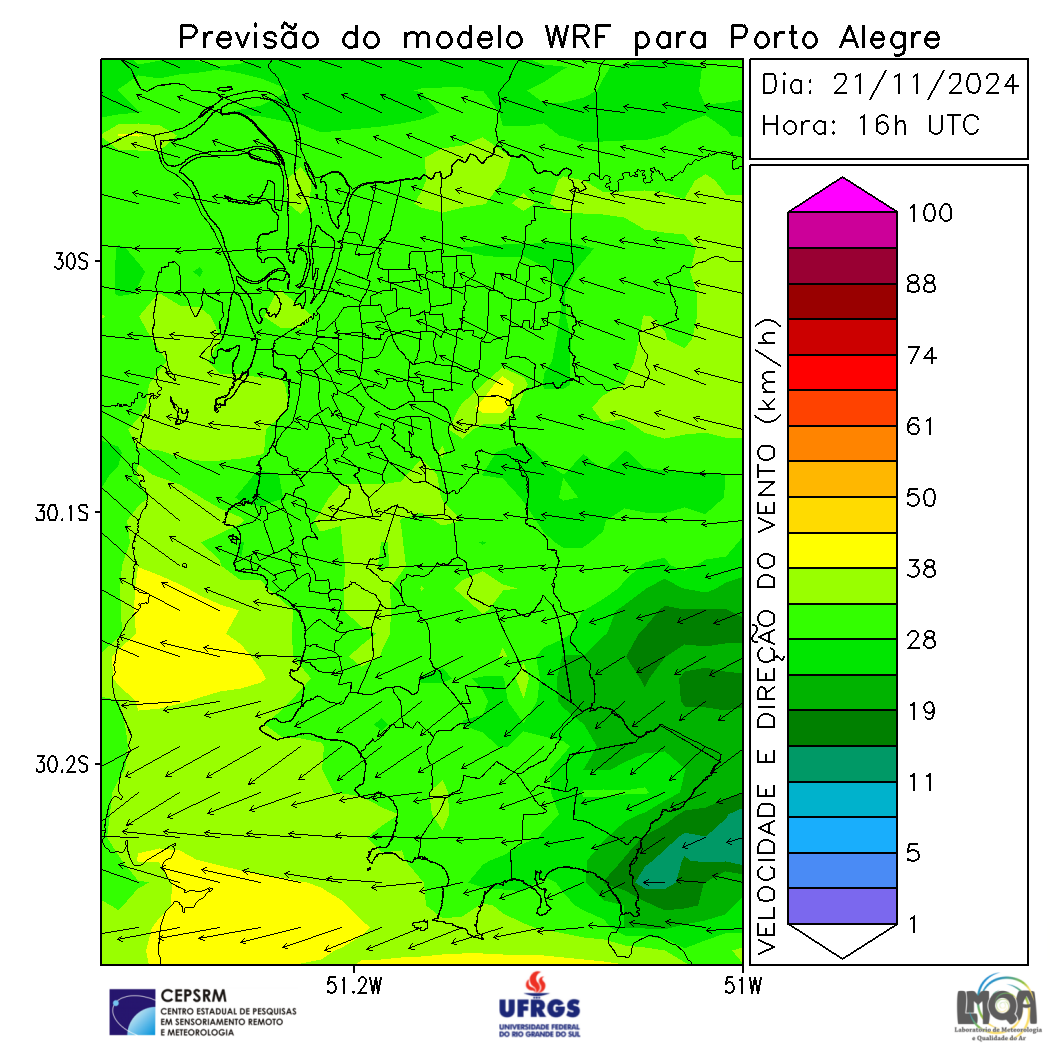 Previsão do modelo WRF para Porto Alegre
Dia: 21/11/2024
Hora: 16h UTC
30S
30.1S
30.2S
51.2W
51W
VELOCIDADE E DIREÇÃO DO VENTO (km/h)
100
88
74
61
50
38
28
19
11
5
1
CEPSRM
CENTRO ESTADUAL DE PESQUISAS
EM SENSORIAMENTO REMOTO
E METEOROLOGIA
UFRGS
UNIVERSIDADE FEDERAL
DO RIO GRANDE DO SUL
LMQA
Laboratório de Meteorologia
e Qualidade do Ar